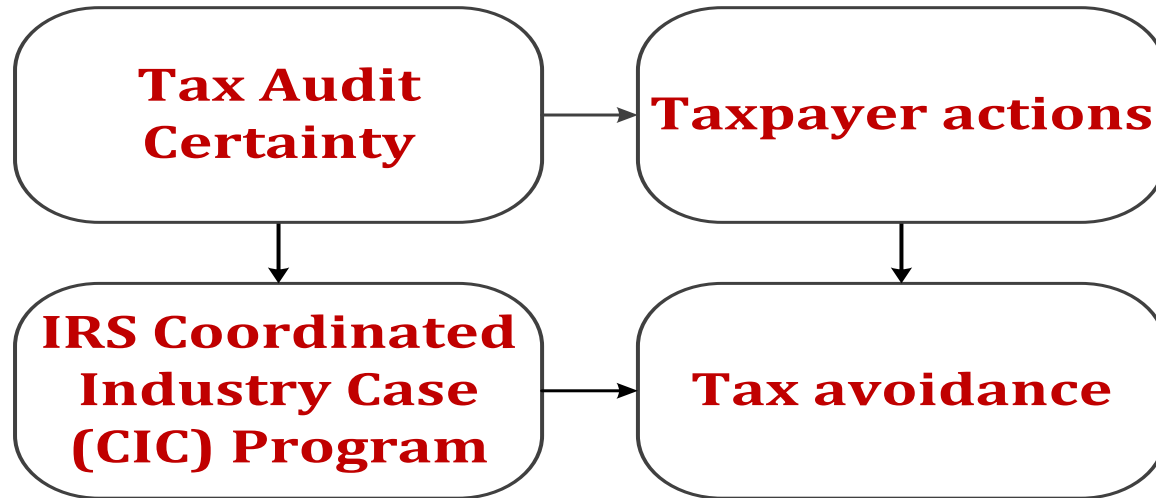 Tax Audit
Certainty
Taxpayer actions
IRS Coordinated
Industry Case
(CIC) Program
Tax avoidance